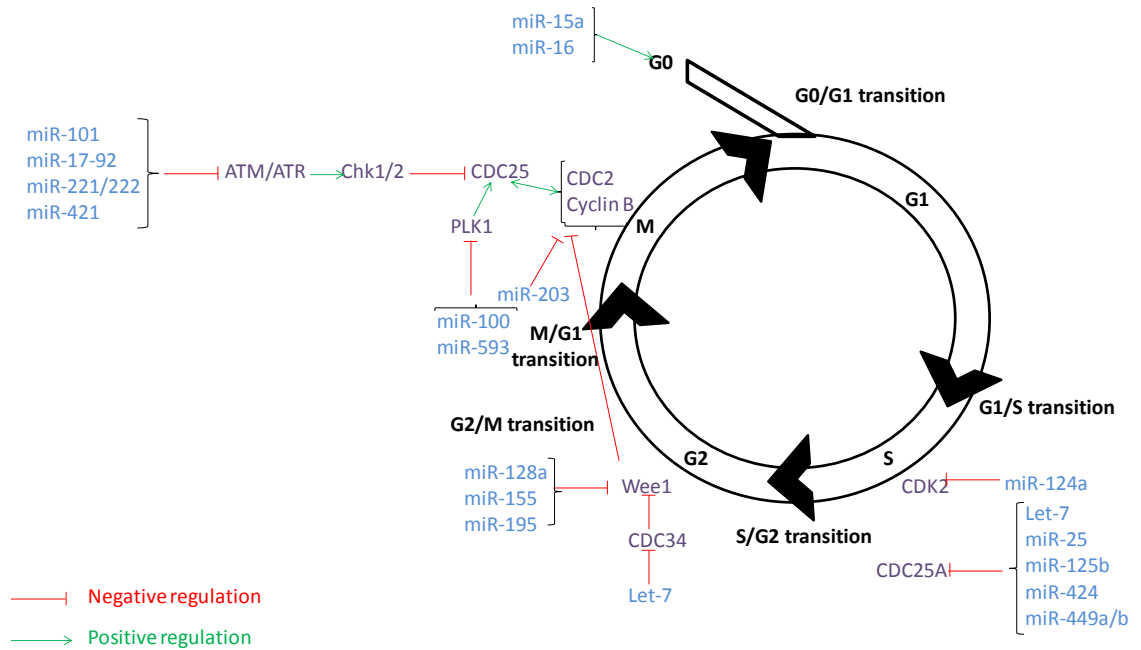 miR-15a
miR-16
G0
G0/G1 transition
miR-101
miR-17-92
miR-221/222
miR-421
ATM/ATR
Chk1/2
CDC25
CDC2
Cyclin B
G1
PLK1
M
miR-203
miR-100
miR-593
M/G1
transition
G1/S transition
G2/M transition
G2
S
miR-128a
miR-155
miR-195
Wee1
CDK2
miR-124a
S/G2 transition
CDC34
Let-7
CDC25A
Let-7
miR-25
miR-125b
miR-424
miR-449a/b
Negative regulation
Positive regulation